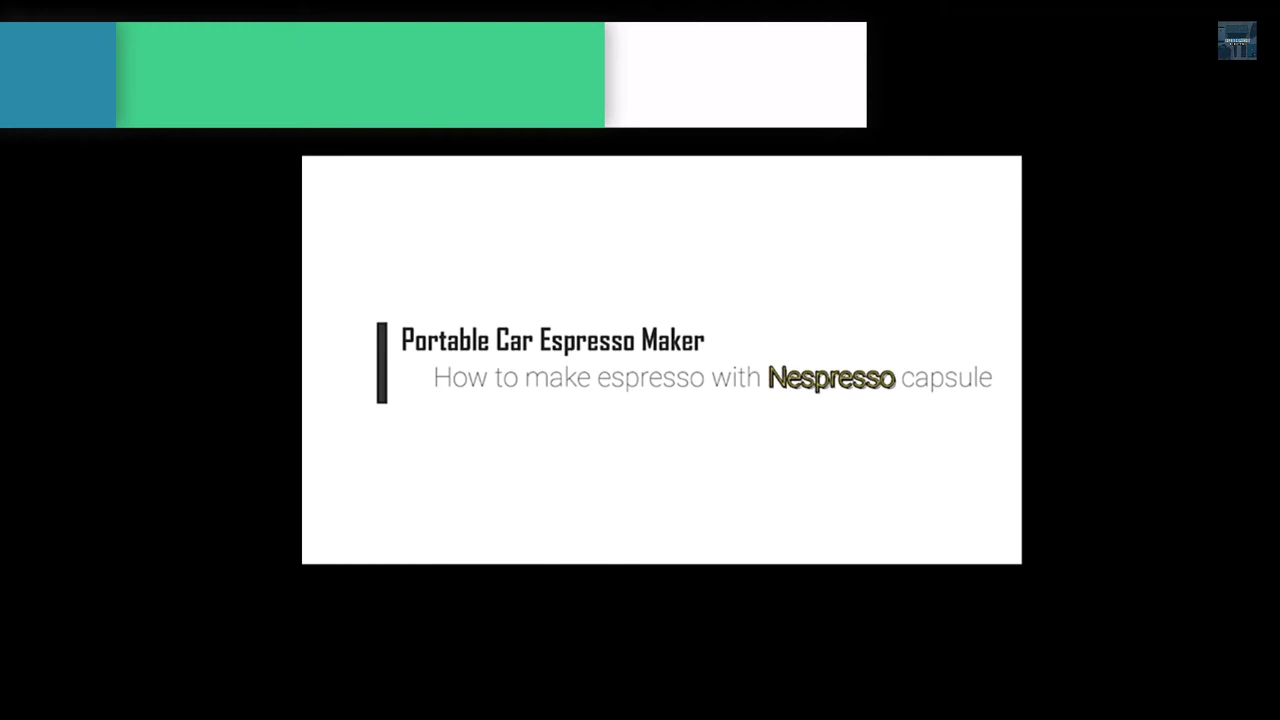 Portable Car Espresso Maker
How to make espresso with Nespresso capsule